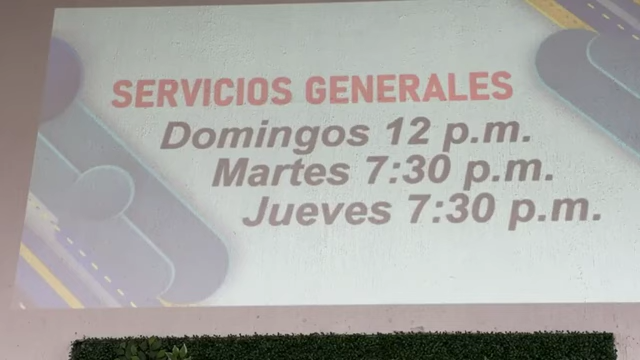 SERVICIOS GENERALES
Domingos 12 p.m.
Martes 7:30 p.m.
Jueves 7:30 p.m.